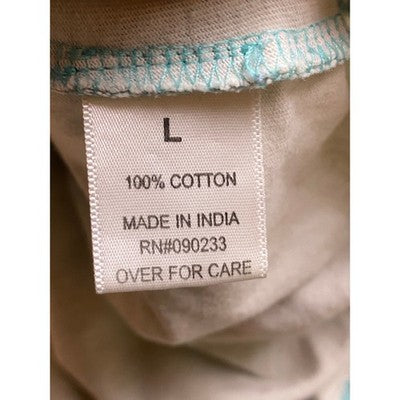 L
100% COTTON
MADE IN INDIA
RN#090233
OVER FOR CARE